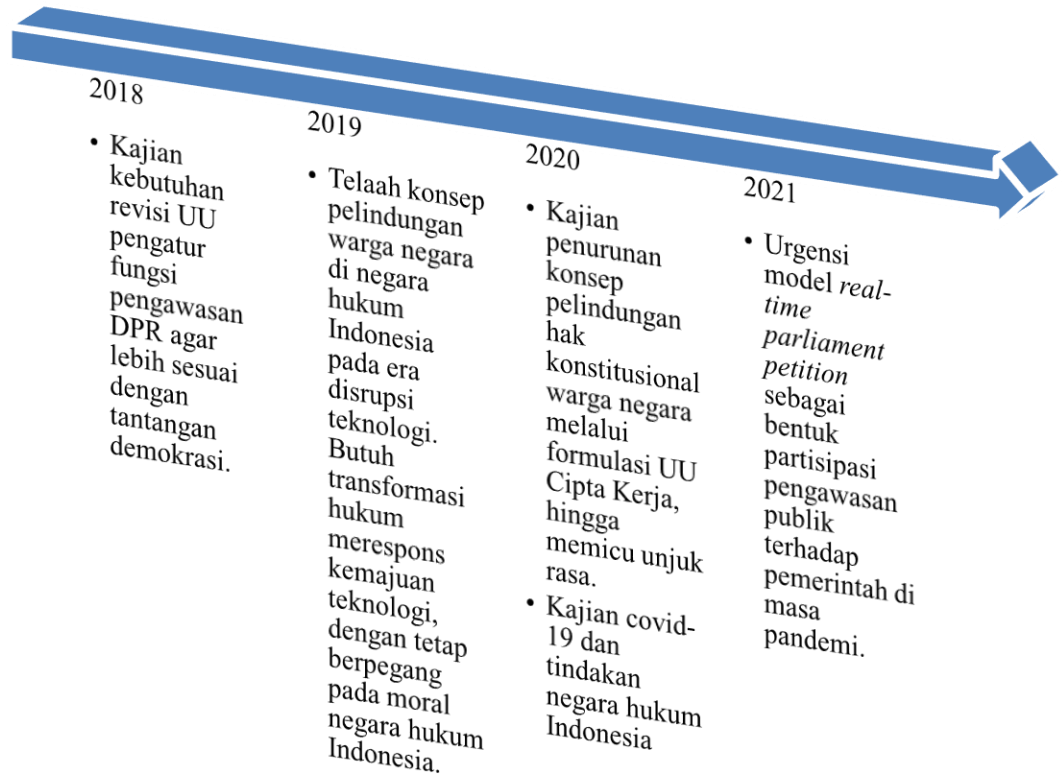 2018
• Kajian
kebutuhan
revisi UU
pengatur
fungsi
pengawasan
DPR agar
lebih sesuai
dengan
tantangan
demokrasi.
2019
• Telaah konsep
pelindungan
warga negara
di negara
hukum
Indonesia
pada era
disrupsi
teknologi.
Butuh
transformasi
hukum
merespons
kemajuan
teknologi,
dengan tetap
berpegang
pada moral
negara hukum
Indonesia.
2020
• Kajian
penurunan
konsep
pelindungan
hak
konstitusional
warga negara
melalui
formulasi UU
Cipta Kerja,
hingga
memicu unjuk
rasa.
• Kajian covid-
19 dan
tindakan
negara hukum
Indonesia
2021
• Urgensi
model real-
time
parliament
petition
sebagai
bentuk
partisipasi
pengawasan
publik
terhadap
pemerintah di
masa
pandemi.